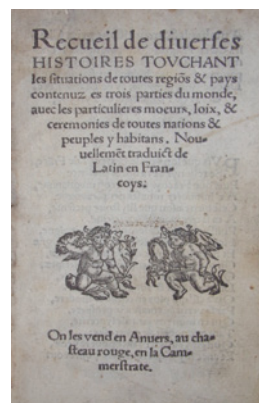 Recueil de diuerſes
HISTOIRES TOVCHANT
les ſituations de toutes regiõs & pays
contenuz es trois parties du monde,
auec les particulieres moeurs, loix, &
ceremonies de toutes nations &
peuples y habitans. Nou-
uellemẽt traduict de
Latin en Fran-
coys.
On les vend en Anuers, au cha-
ſteau rouge, en la Cam-
merſtrate.